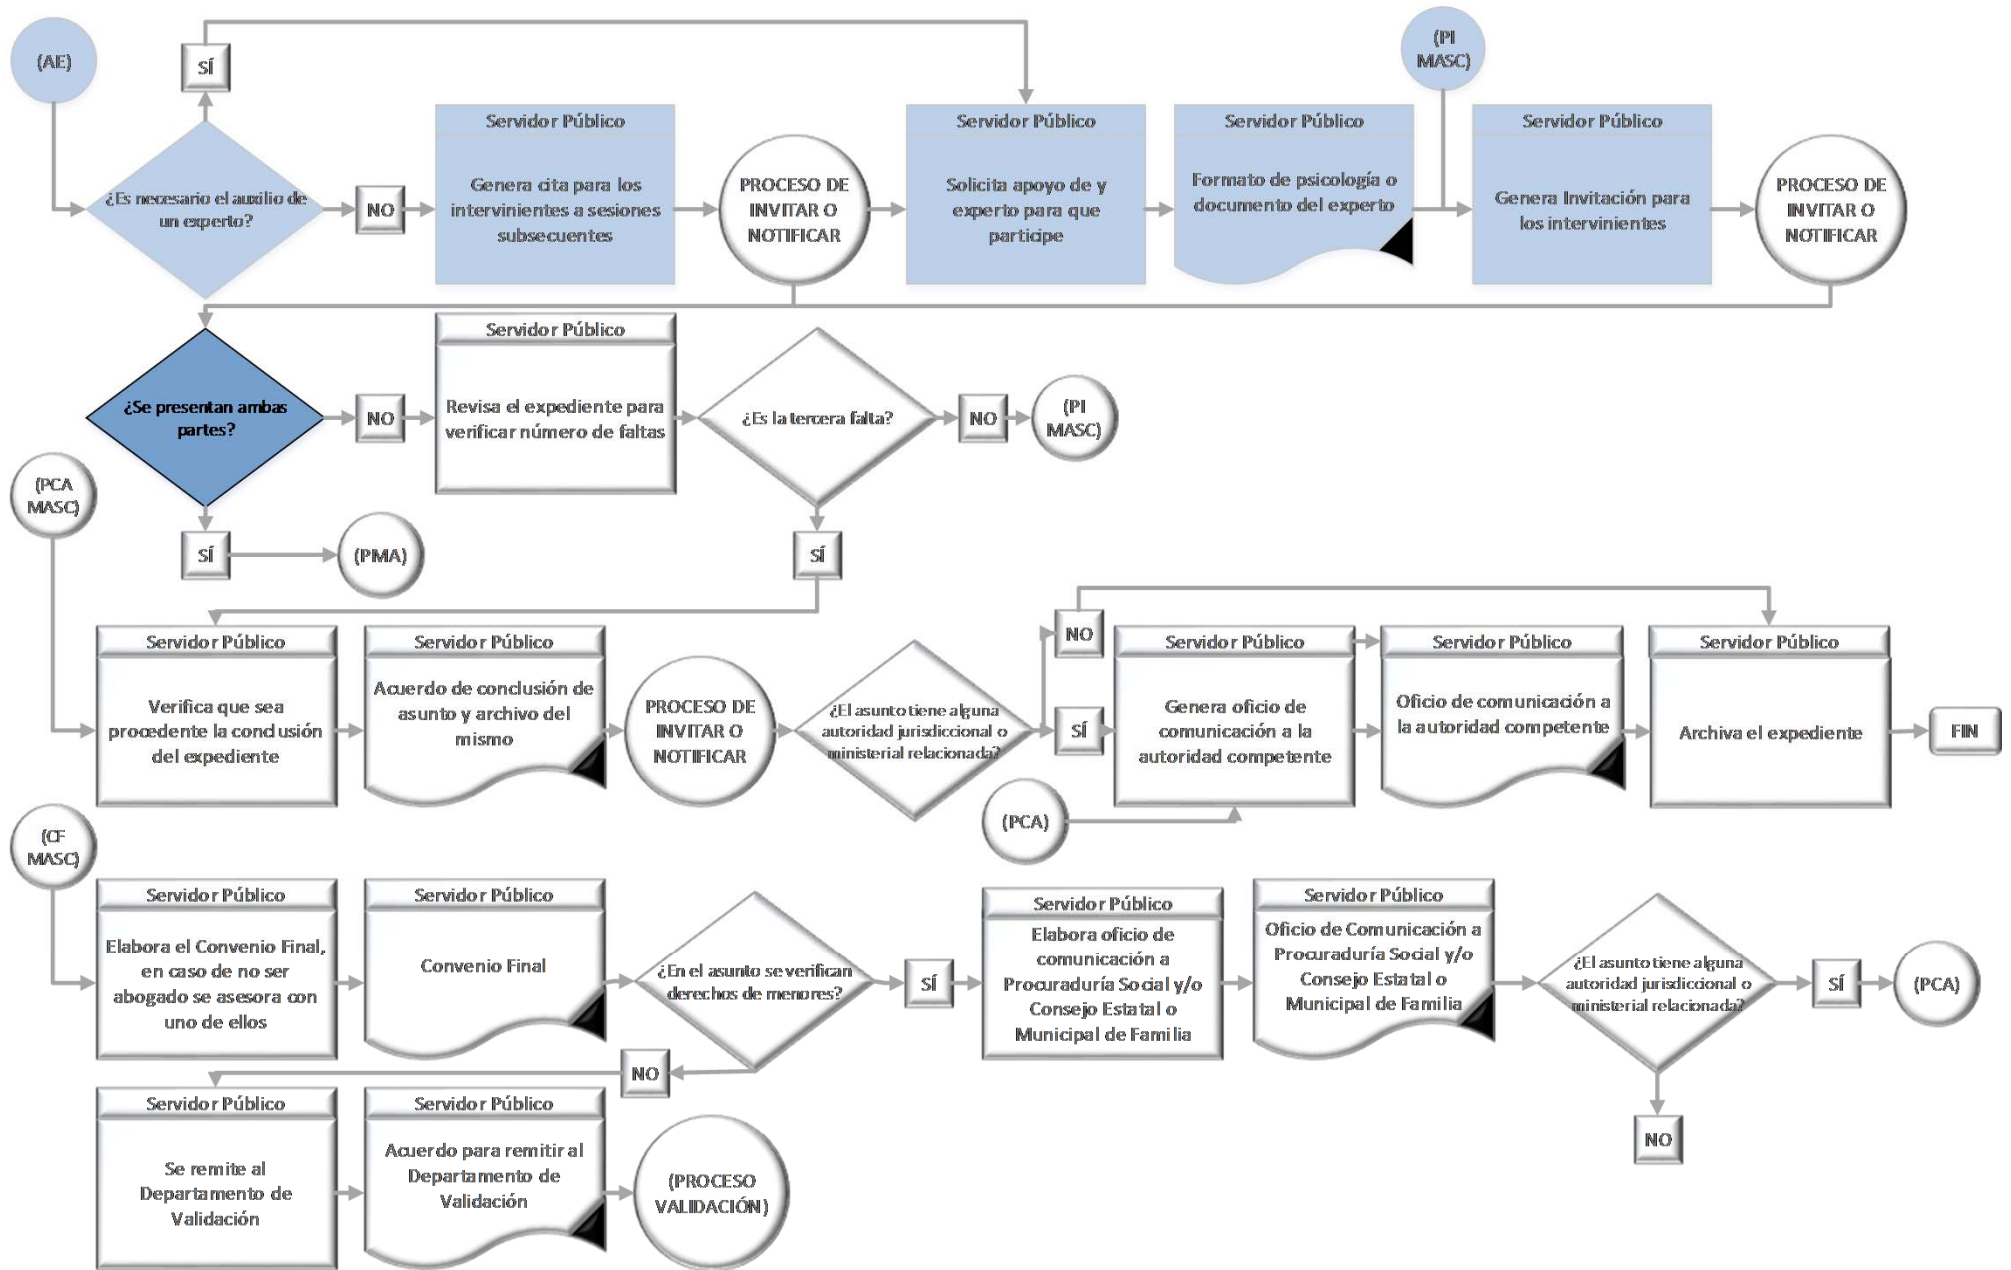 (AE)
SÍ
(PI
MASC)
¿Es necesario el auxilio de
un experto?
NO
Servidor Público
Genera cita para los
intervinientes a sesiones
subsecuentes
PROCESO DE
INVITAR O
NOTIFICAR
Servidor Público
Solicita apoyo de y
experto para que
participe
Servidor Público
Formato de psicología o
documento del experto
Servidor Público
Genera Invitación para
los intervinientes
PROCESO DE
INVITAR O
NOTIFICAR
¿Se presentan ambas
partes?
NO
Servidor Público
Revisa el expediente para
verificar número de faltas
¿Es la tercera falta?
NO
(PI
MASC)
(PCA
MASC)
SÍ
(PMA)
SÍ
Servidor Público
Verifica que sea
procedente la conclusión
del expediente
Servidor Público
Acuerdo de conclusión de
asunto y archivo del
mismo
PROCESO DE
INVITAR O
NOTIFICAR
¿El asunto tiene alguna
autoridad jurisdiccional o
ministerial relacionada?
NO
SÍ
Servidor Público
Genera oficio de
comunicación a la
autoridad competente
Servidor Público
Oficio de comunicación a
la autoridad competente
Servidor Público
Archiva el expediente
FIN
(PCA)
(CF
MASC)
Servidor Público
Elabora el Convenio Final,
en caso de no ser
abogado se asesora con
uno de ellos
Servidor Público
Convenio Final
¿En el asunto se verifican
derechos de menores?
SÍ
Servidor Público
Elabora oficio de
comunicación a
Procuraduría Social y/o
Consejo Estatal o
Municipal de Familia
Servidor Público
Oficio de Comunicación a
Procuraduría Social y/o
Consejo Estatal o
Municipal de Familia
¿El asunto tiene alguna
autoridad jurisdiccional o
ministerial relacionada?
SÍ
(PCA)
NO
NO
Servidor Público
Se remite al
Departamento de
Validación
Servidor Público
Acuerdo para remitir al
Departamento de
Validación
(PROCESO
VALIDACIÓN)